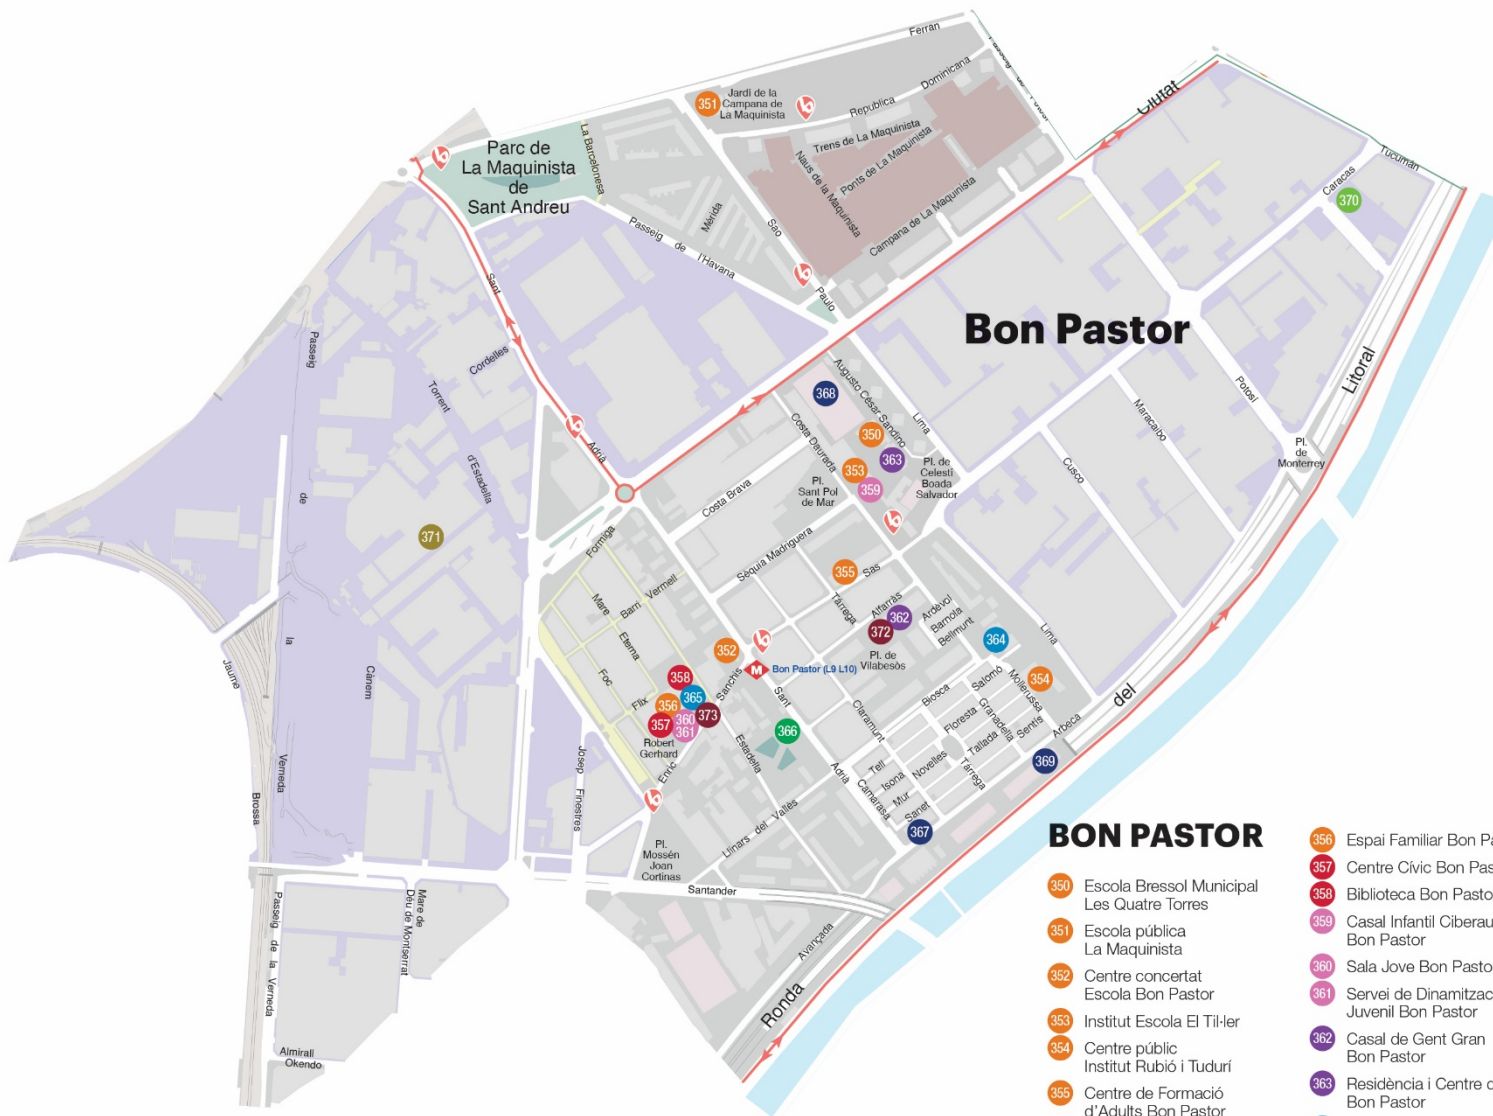 Ferran
Dominicana
Republica
351
Jardí de la
Campana de
La Maquinista
Trens de La Maquinista
Ponts de La Maquinista
Naus de la Maquinista
Campana de La Maquinista
Parc de
La Maquinista
de
Sant Andreu
La Barcelonesa
Mérida
Passeig de l'Havana
Sao Paulo
Ciutat
Tucumàn
Caracas
370
Bon Pastor
Potosí
Litoral
Pl.
de
Monterrey
Maracaibo
Cusco
Lima
Sant Adrià
Cordelles
Torrent d'Estadella
Passeig de la Verneda
371
368
Augusto César Sandino
350
363
353
359
Costa Daurada
Pl.
Sant Pol
de Mar
Pl. de
Celestí
Boada
Salvador
Costa Brava
Sèquia Madriguera
355
Sas
Tàrrega
Alfarràs
362
372
Pl. de
Vilabesòs
Ardèvol
Barnola
Bellmunt
364
Lima
354
Mollerussa
Formiga
Mare Eterna
Barri Vermell
Foc
Flix
352
M
Bon Pastor (L9 L10)
358
365
356
357
360
361
373
Robert
Gerhard
Enric Sanchis
Sant Adrià
366
Estadella
Claramunt
Biosca
Salomó
Floresta
Granadella
Tallada
Sentís
Arbeca
Tàrrega
Novelles
Tell
Isona
Mur
Sanet
Camarasa
369
367
Llinars del Vallès
Jaume Brossa
Cànem
Josep Finestres
Pl.
Mossén
Joan
Cortinas
Santander
Mare de
Déu de Montserrat
Passeig de la Verneda
Almirall
Okendo
Avançada
Ronda del
BON PASTOR
350 Escola Bressol Municipal
Les Quatre Torres
351 Escola pública
La Maquinista
352 Centre concertat
Escola Bon Pastor
353 Institut Escola El Til·ler
354 Centre públic
Institut Rubió i Tudurí
355 Centre de Formació
d'Adults Bon Pastor
356 Espai Familiar Bon Pa
357 Centre Cívic Bon Pas
358 Biblioteca Bon Pastor
359 Casal Infantil Ciberau
Bon Pastor
360 Sala Jove Bon Pasto
361 Servei de Dinamitzac
Juvenil Bon Pastor
362 Casal de Gent Gran
Bon Pastor
363 Residència i Centre d
Bon Pastor